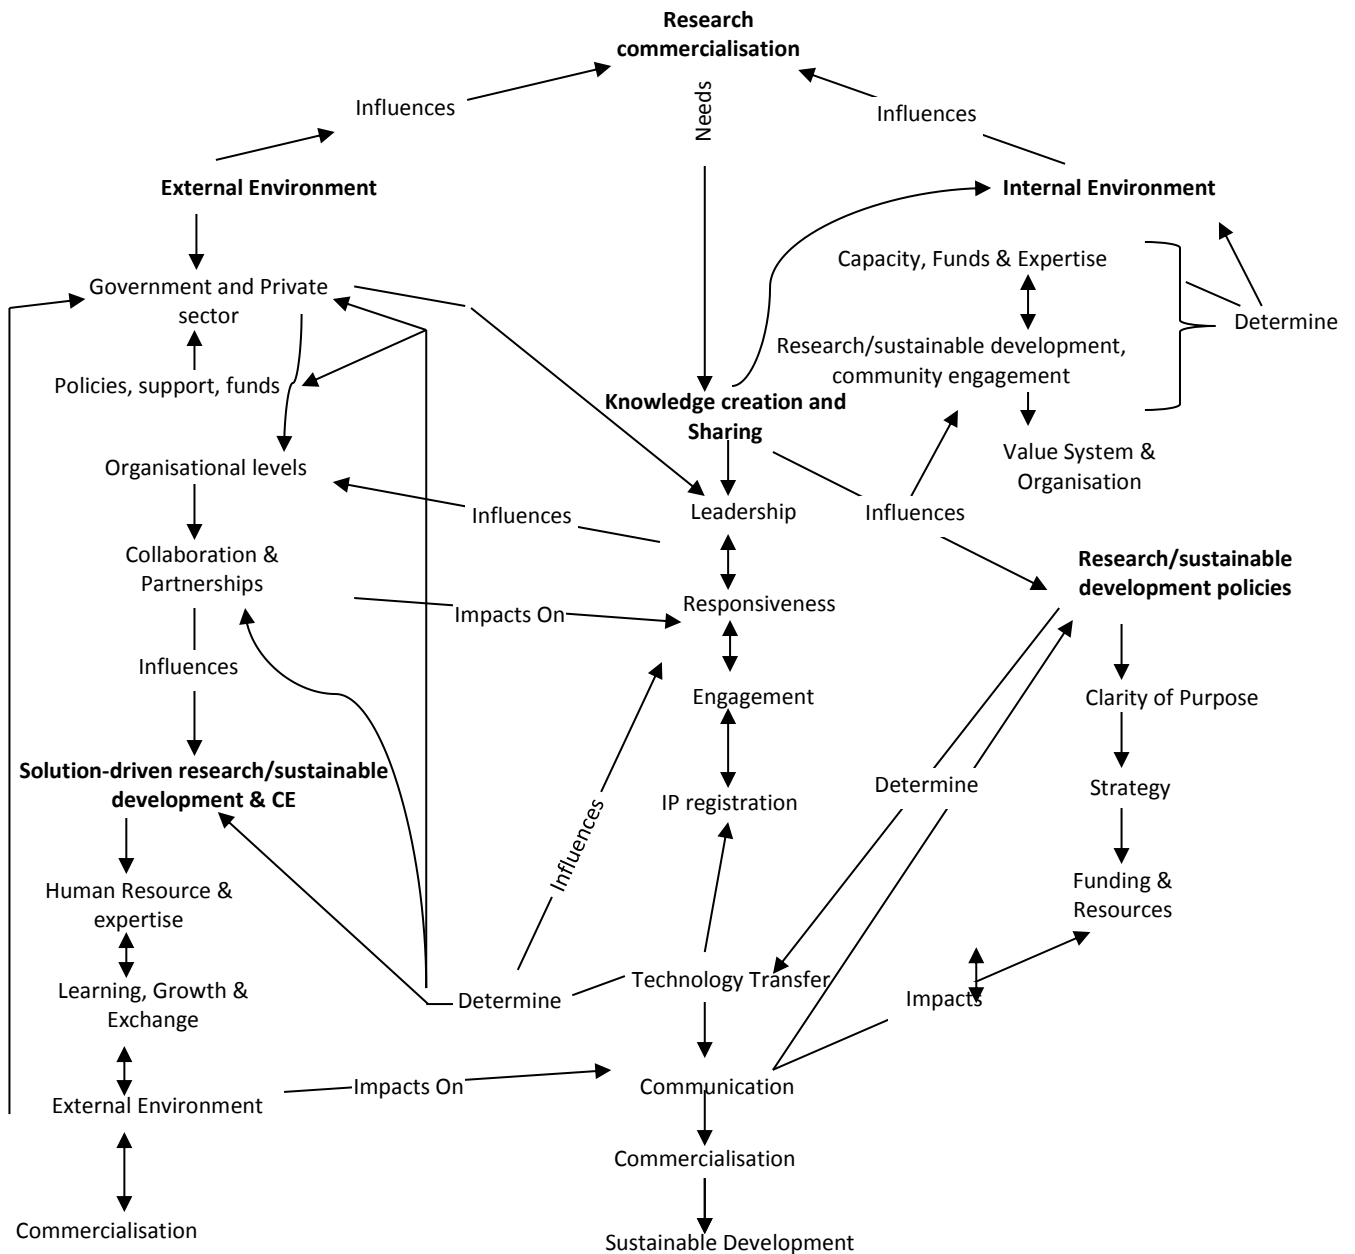 Research
commercialisation
Influences
Needs
Influences
External Environment
Internal Environment
Capacity, Funds & Expertise
Government and Private
sector
Determine
Research/sustainable development,
community engagement
Policies, support, funds
Knowledge creation and
Sharing
Value System &
Organisation
Organisational levels
Influences
Leadership
Influences
Collaboration &
Partnerships
Research/sustainable
development policies
Impacts On
Responsiveness
Influences
Engagement
Clarity of Purpose
Solution-driven research/sustainable
development & CE
Determine
Strategy
IP registration
Influences
Human Resource &
expertise
Funding &
Resources
Learning, Growth &
Exchange
Determine
Technology Transfer
Impacts
External Environment
Impacts On
Communication
Commercialisation
Commercialisation
Sustainable Development